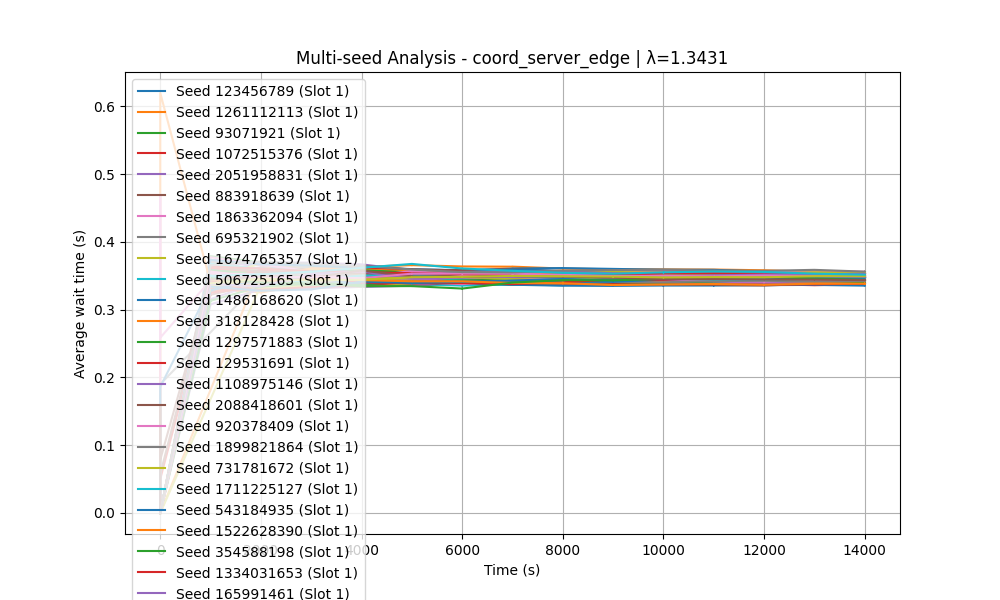 Multi-seed Analysis - coord_server_edge | λ=1.3431
Average wait time (s)
0.6
0.5
0.4
0.3
0.2
0.1
0.0
Seed 123456789 (Slot 1)
Seed 1261112113 (Slot 1)
Seed 93071921 (Slot 1)
Seed 1072515376 (Slot 1)
Seed 2051958831 (Slot 1)
Seed 883918639 (Slot 1)
Seed 1863362094 (Slot 1)
Seed 695321902 (Slot 1)
Seed 1674765357 (Slot 1)
Seed 506725165 (Slot 1)
Seed 1486168620 (Slot 1)
Seed 318128428 (Slot 1)
Seed 1297571883 (Slot 1)
Seed 129531691 (Slot 1)
Seed 1108975146 (Slot 1)
Seed 2088418601 (Slot 1)
Seed 920378409 (Slot 1)
Seed 1899821864 (Slot 1)
Seed 731781672 (Slot 1)
Seed 1711225127 (Slot 1)
Seed 543184935 (Slot 1)
Seed 1522628390 (Slot 1)
Seed 354588198 (Slot 1)
Seed 1334031653 (Slot 1)
Seed 165991461 (Slot 1)
0 2000 4000 6000 8000 10000 12000 14000
Time (s)